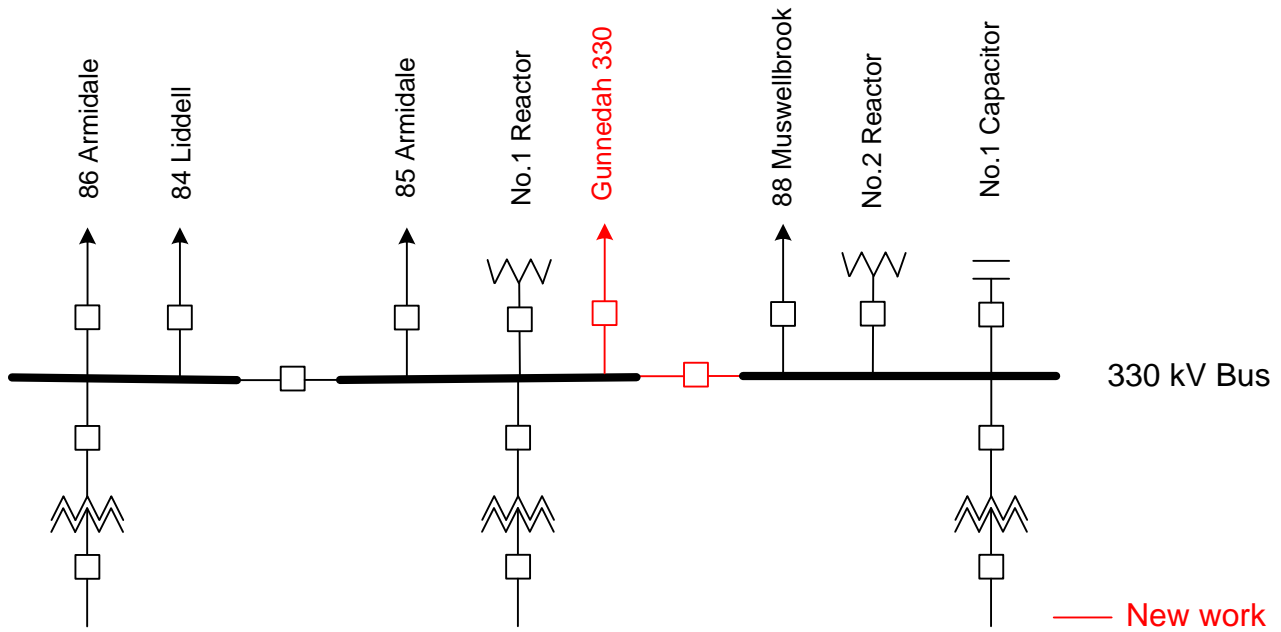 86 Armidale
84 Liddell
85 Armidale
No.1 Reactor
Gunnedah 330
88 Muswellbrook
No.2 Reactor
No.1 Capacitor
330 kV Bus
New work